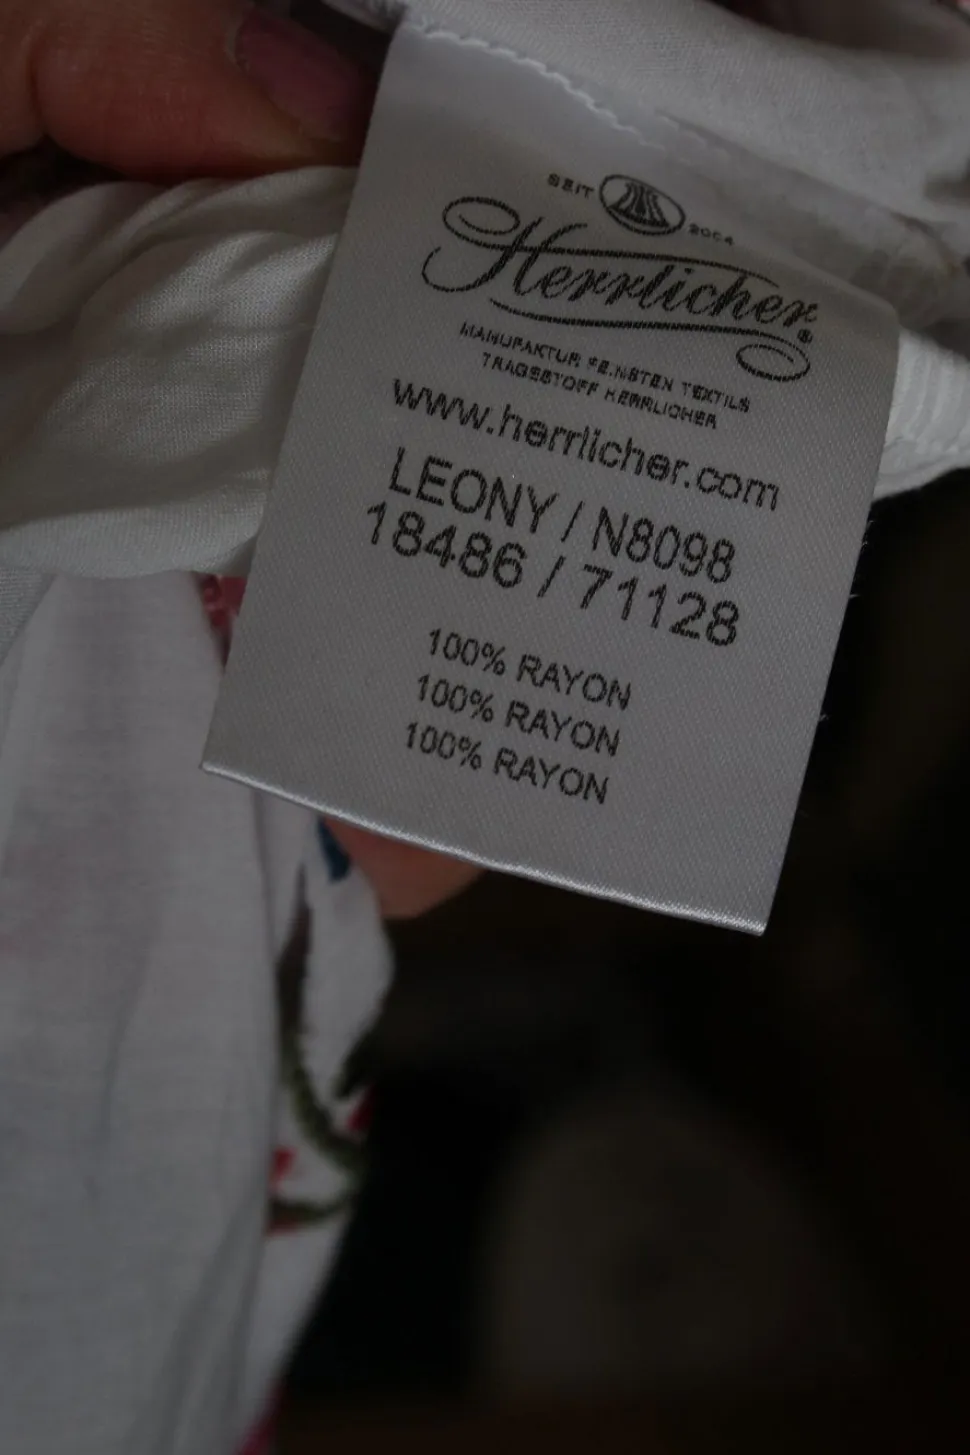 SEIT 2004
Herrlicher®
MANUFAKTUR FEINSTEN TEXTILS
TRAGESTOFF HERRLICHER
www.herrlicher.com
LEONY / N8098
18486 / 71128
100% RAYON
100% RAYON
100% RAYON